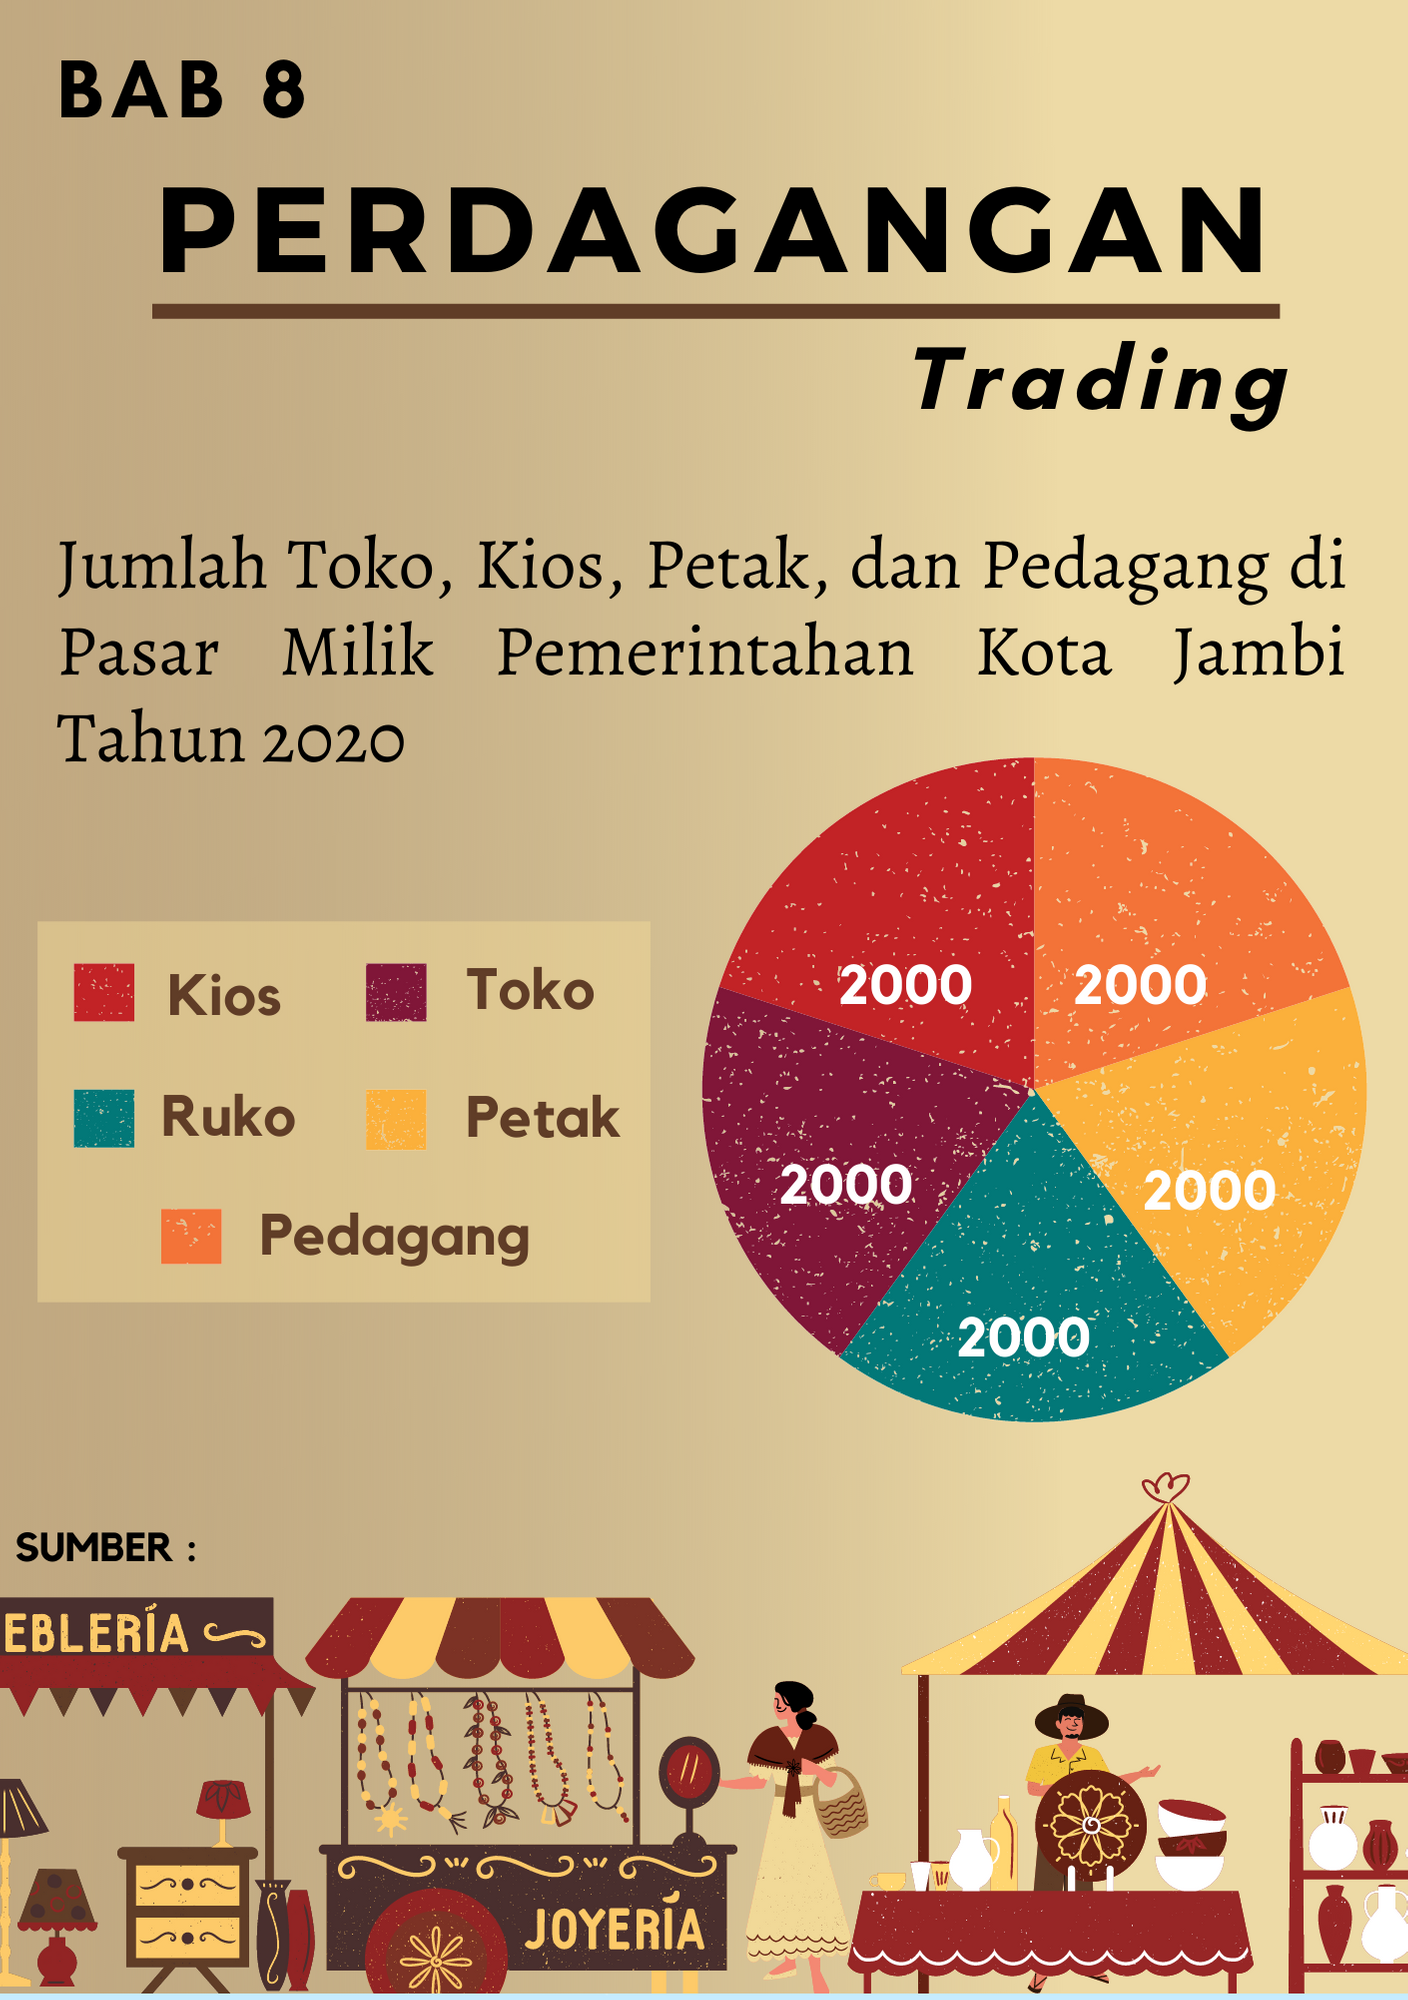 BAB 8
PERDAGANGAN
Trading
Jumlah Toko, Kios, Petak, dan Pedagang di
Pasar Milik Pemerintahan Kota Jambi
Tahun 2020
2000 2000
Kios Toko
Ruko Petak
2000 2000
Pedagang
2000
SUMBER :
EBLERÍA
JOYERÍA